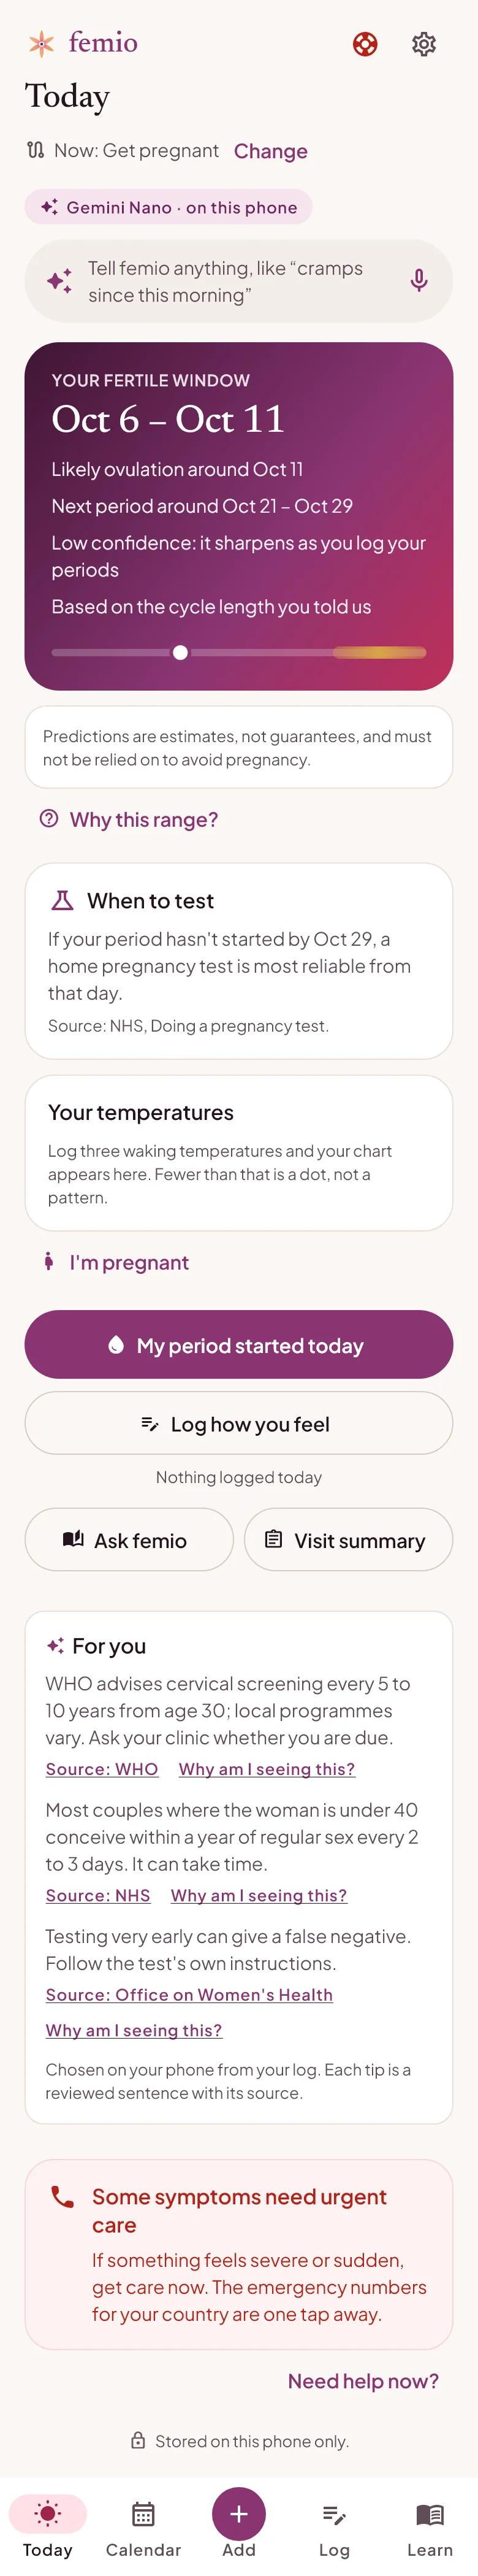 femio
Today
Now: Get pregnant Change
Gemini Nano · on this phone
Tell femio anything, like “cramps
since this morning”
YOUR FERTILE WINDOW
Oct 6 – Oct 11
Likely ovulation around Oct 11
Next period around Oct 21 – Oct 29
Low confidence: it sharpens as you log your
periods
Based on the cycle length you told us
Predictions are estimates, not guarantees, and must
not be relied on to avoid pregnancy.
Why this range?
When to test
If your period hasn't started by Oct 29, a
home pregnancy test is most reliable from
that day.
Source: NHS, Doing a pregnancy test.
Your temperatures
Log three waking temperatures and your chart
appears here. Fewer than that is a dot, not a
pattern.
I'm pregnant
My period started today
Log how you feel
Nothing logged today
Ask femio Visit summary
For you
WHO advises cervical screening every 5 to
10 years from age 30; local programmes
vary. Ask your clinic whether you are due.
Source: WHO Why am I seeing this?
Most couples where the woman is under 40
conceive within a year of regular sex every 2
to 3 days. It can take time.
Source: NHS Why am I seeing this?
Testing very early can give a false negative.
Follow the test's own instructions.
Source: Office on Women's Health
Why am I seeing this?
Chosen on your phone from your log. Each tip is a
reviewed sentence with its source.
Some symptoms need urgent
care
If something feels severe or sudden,
get care now. The emergency numbers
for your country are one tap away.
Need help now?
Stored on this phone only.
Today Calendar Add Log Learn